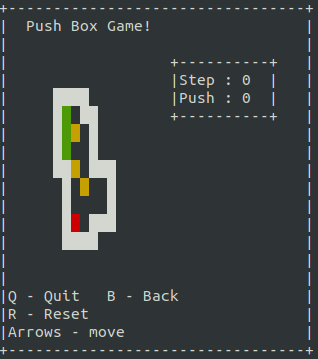 Push Box Game!
Step : 0
Push : 0
Q - Quit   B - Back
R - Reset
Arrows - move